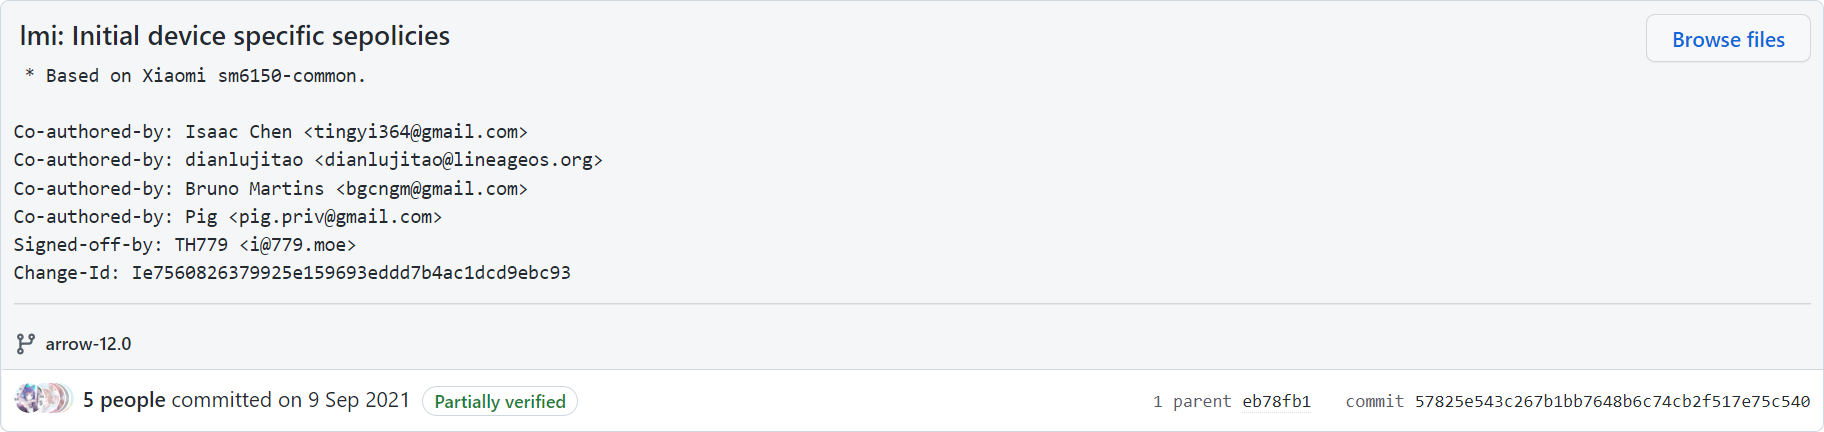 lmi: Initial device specific sepolicies
Browse files
* Based on Xiaomi sm6150-common.
Co-authored-by: Isaac Chen <tingyi364@gmail.com>
Co-authored-by: dianlujitao <dianlujitao@lineageos.org>
Co-authored-by: Bruno Martins <bgcngm@gmail.com>
Co-authored-by: Pig <pig.priv@gmail.com>
Signed-off-by: TH779 <i@779.moe>
Change-Id: Ie7560826379925e159693eddd7b4ac1dcd9ebc93
arrow-12.0
5 people committed on 9 Sep 2021 Partially verified
1 parent eb78fb1 commit 57825e543c267b1bb7648b6c74cb2f517e75c540